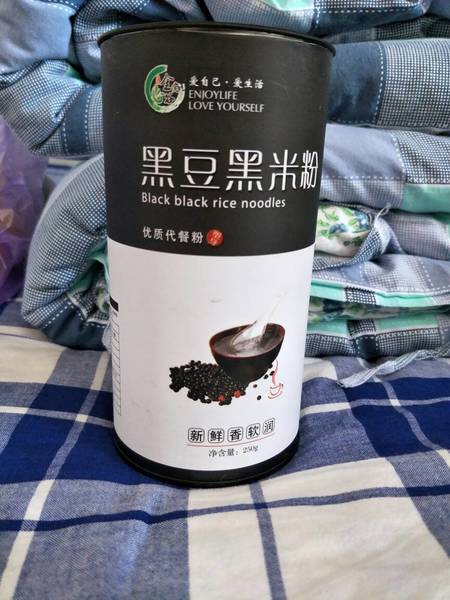 爱自己·爱生活
ENJOYLIFE
LOVE YOURSELF
黑豆黑米粉
Black black rice noodles
优质代餐粉
新鲜香软润
净含量：250g